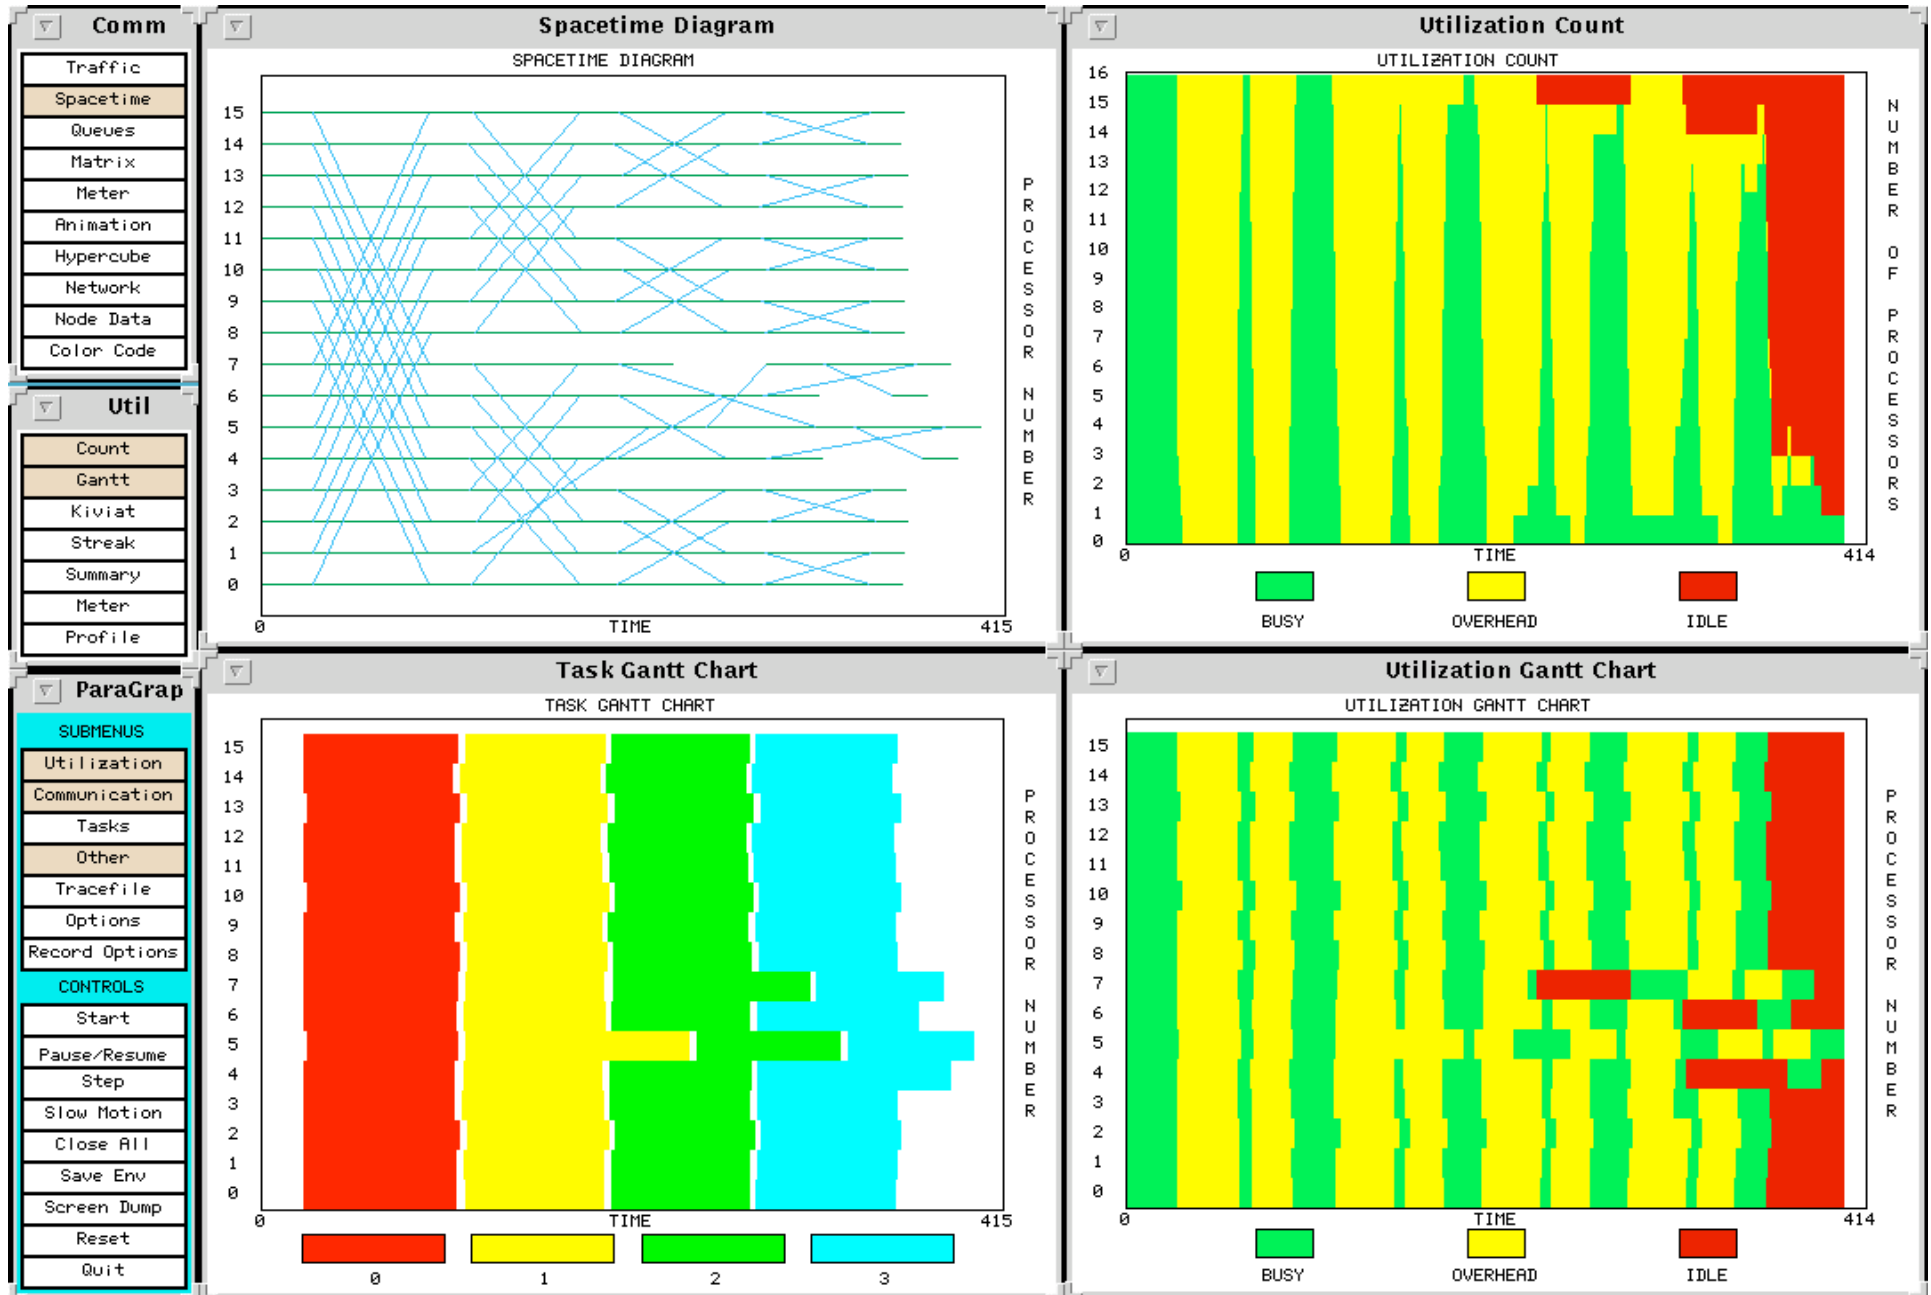 Comm
Traffic
Spacetime
Queues
Matrix
Meter
Animation
Hypercube
Network
Node Data
Color Code
Util
Count
Gantt
Kiviat
Streak
Summary
Meter
Profile
ParaGrap
SUBMENUS
Utilization
Communication
Tasks
Other
Tracefile
Options
Record Options
CONTROLS
Start
Pause/Resume
Step
Slow Motion
Close All
Save Env
Screen Dump
Reset
Quit
Spacetime Diagram
SPACETIME DIAGRAM
15
14
13
12
11
10
9
8
7
6
5
4
3
2
1
0
PROCESSOR NUMBER
0 TIME 415
Utilization Count
UTILIZATION COUNT
16
15
14
13
12
11
10
9
8
7
6
5
4
3
2
1
0
NUMBER OF PROCESSORS
0 TIME 414
BUSY OVERHEAD IDLE
Task Gantt Chart
TASK GANTT CHART
15
14
13
12
11
10
9
8
7
6
5
4
3
2
1
0
PROCESSOR NUMBER
0 TIME 415
0 1 2 3
Utilization Gantt Chart
UTILIZATION GANTT CHART
15
14
13
12
11
10
9
8
7
6
5
4
3
2
1
0
PROCESSOR NUMBER
0 TIME 414
BUSY OVERHEAD IDLE